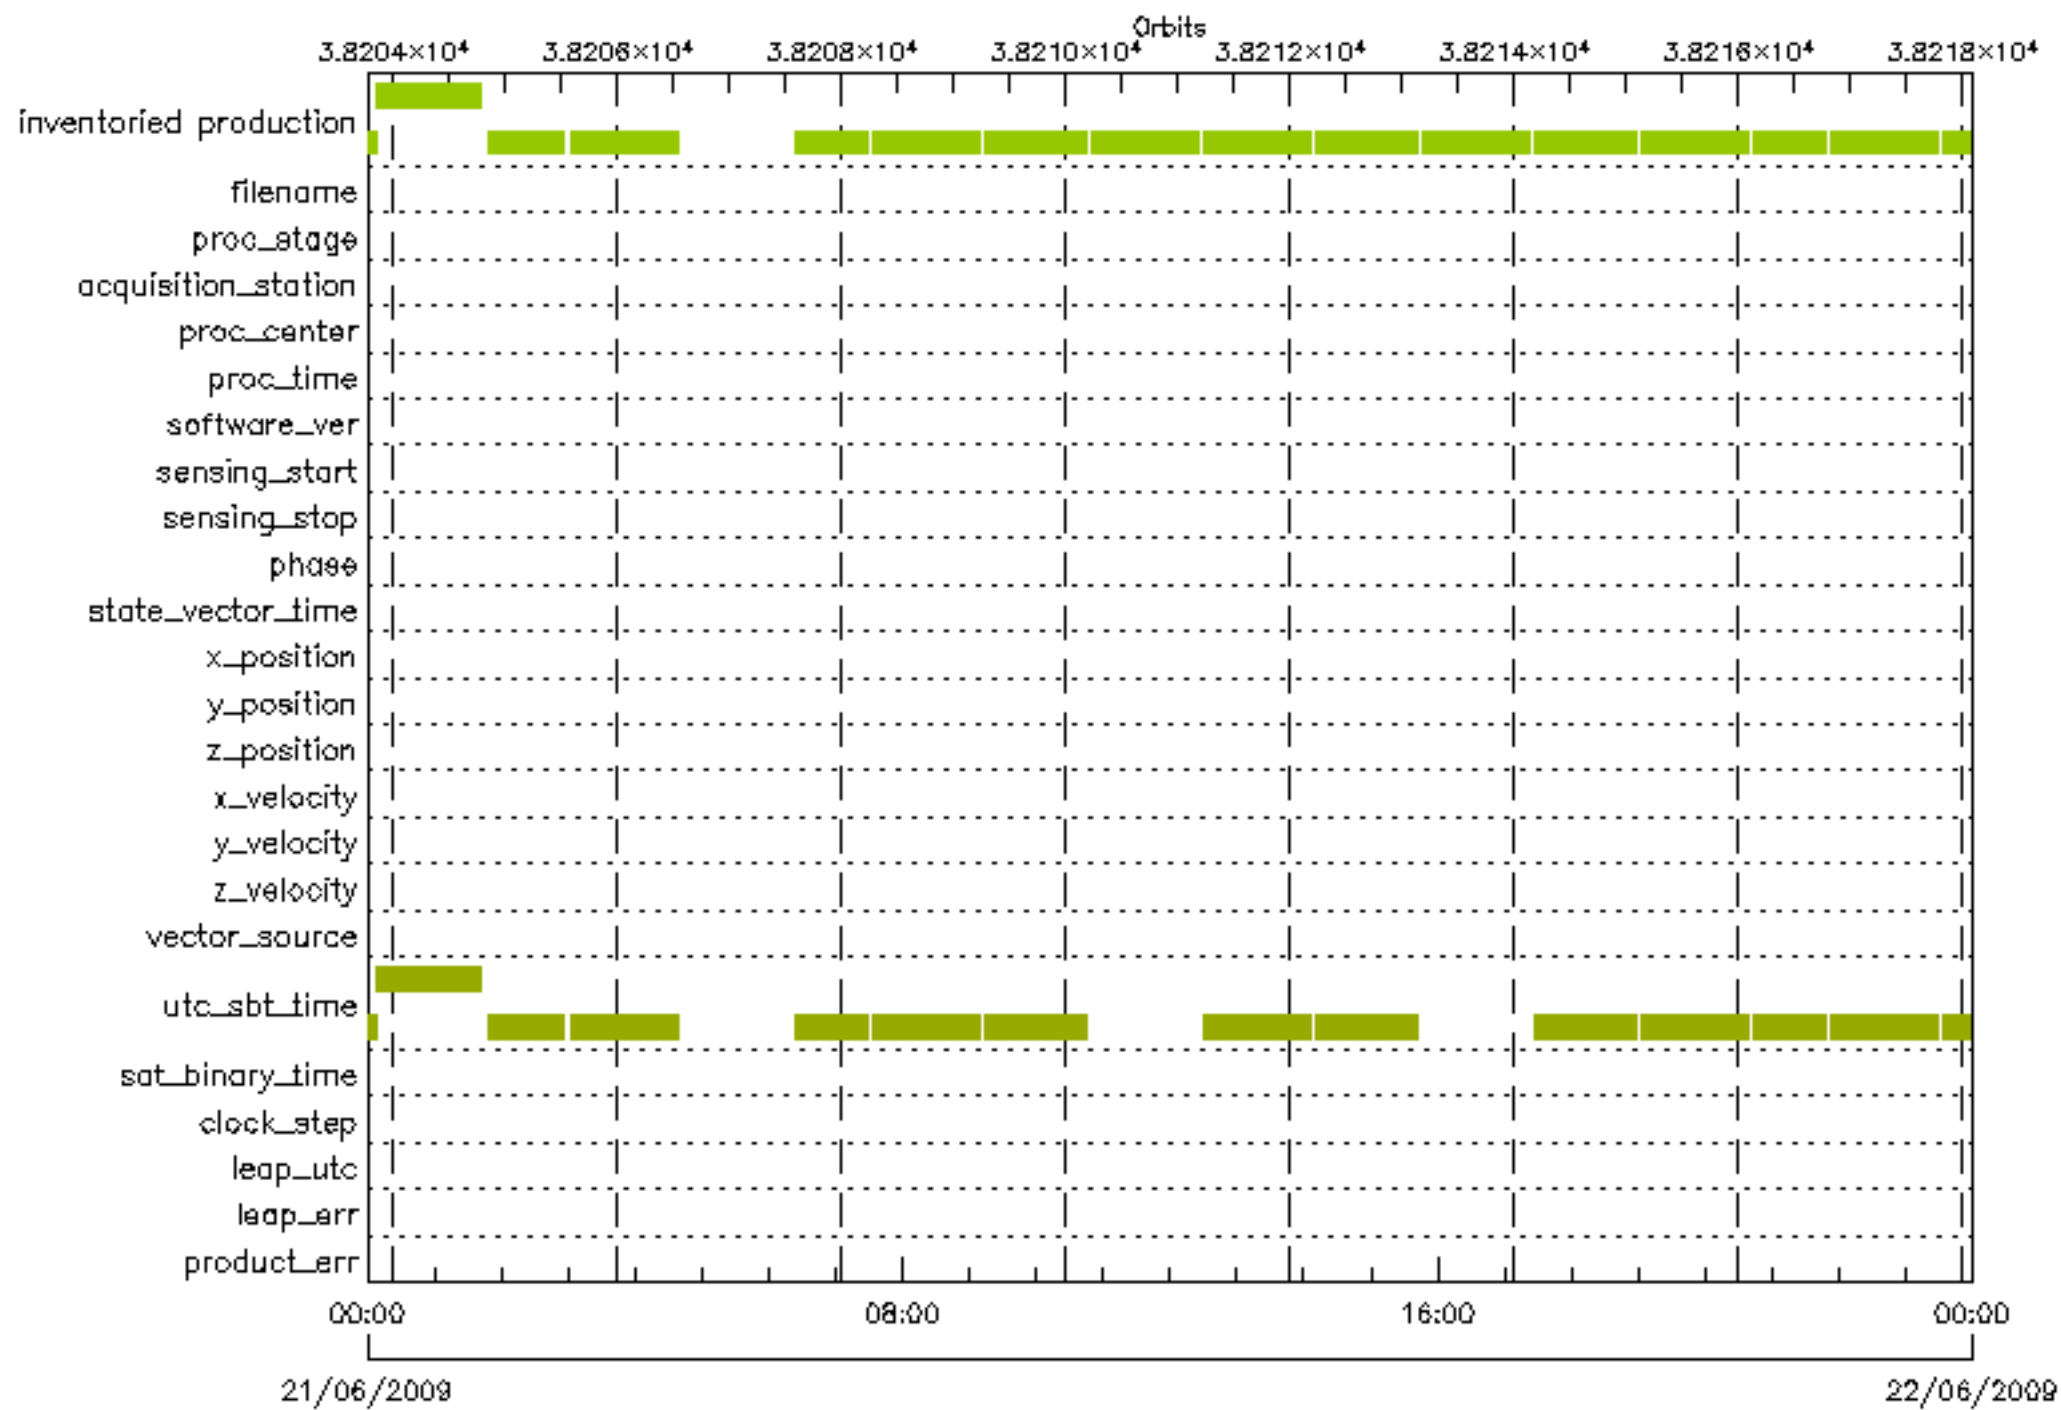 Orbits
3.8204×10⁴ 3.8206×10⁴ 3.8208×10⁴ 3.8210×10⁴ 3.8212×10⁴ 3.8214×10⁴ 3.8216×10⁴ 3.8218×10⁴
inventoried production
filename
proc_stage
acquisition_station
proc_center
proc_time
software_ver
sensing_start
sensing_stop
phase
state_vector_time
x_position
y_position
z_position
x_velocity
y_velocity
z_velocity
vector_source
utc_sbt_time
sat_binary_time
clock_step
leap_utc
leap_err
product_err
00:00 08:00 16:00 00:00
21/06/2009 22/06/2009